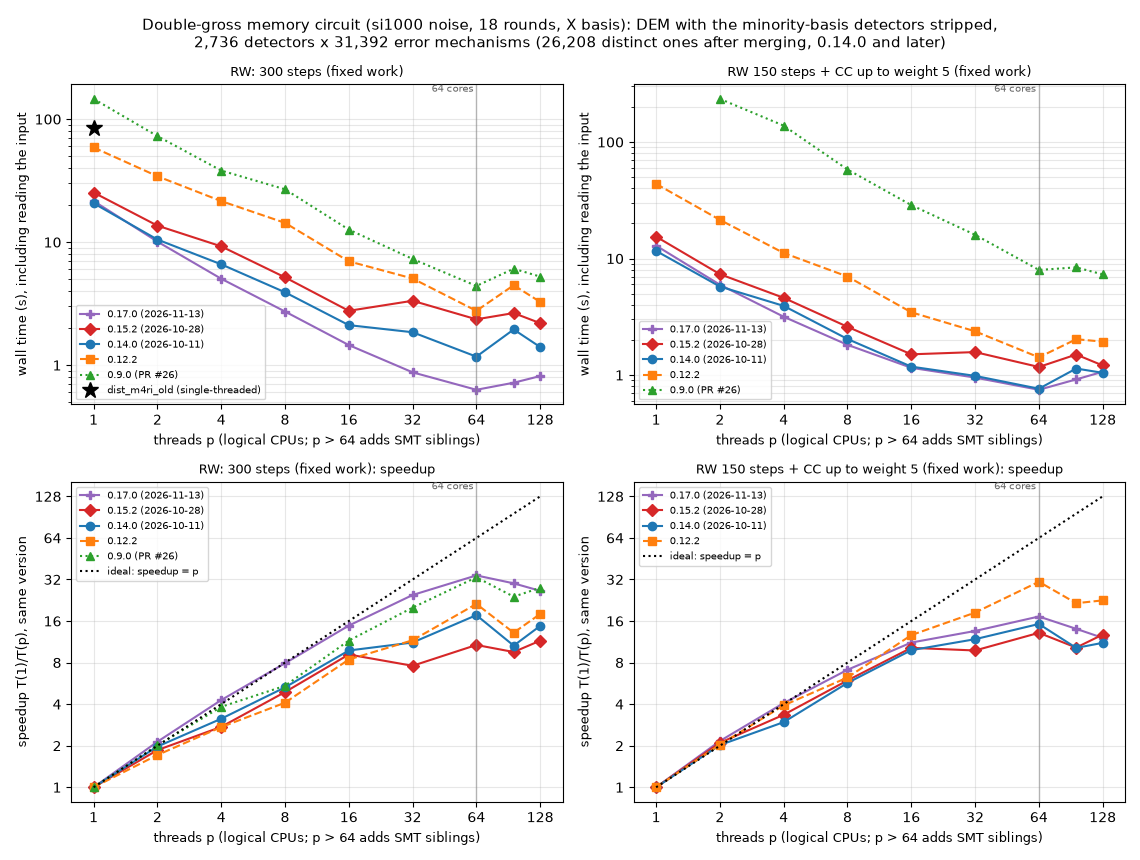 Double-gross memory circuit (si1000 noise, 18 rounds, X basis): DEM with the minority-basis detectors stripped,
2,736 detectors x 31,392 error mechanisms (26,208 distinct ones after merging, 0.14.0 and later)
RW: 300 steps (fixed work)
64 cores
100
10
1
wall time (s), including reading the input
0.17.0 (2026-11-13)
0.15.2 (2026-10-28)
0.14.0 (2026-10-11)
0.12.2
0.9.0 (PR #26)
dist_m4ri_old (single-threaded)
1 2 4 8 16 32 64 128
threads p (logical CPUs; p > 64 adds SMT siblings)
RW 150 steps + CC up to weight 5 (fixed work)
64 cores
100
10
1
wall time (s), including reading the input
0.17.0 (2026-11-13)
0.15.2 (2026-10-28)
0.14.0 (2026-10-11)
0.12.2
0.9.0 (PR #26)
1 2 4 8 16 32 64 128
threads p (logical CPUs; p > 64 adds SMT siblings)
RW: 300 steps (fixed work): speedup
64 cores
128
64
32
16
8
4
2
1
speedup T(1)/T(p), same version
0.17.0 (2026-11-13)
0.15.2 (2026-10-28)
0.14.0 (2026-10-11)
0.12.2
0.9.0 (PR #26)
ideal: speedup = p
1 2 4 8 16 32 64 128
threads p (logical CPUs; p > 64 adds SMT siblings)
RW 150 steps + CC up to weight 5 (fixed work): speedup
64 cores
128
64
32
16
8
4
2
1
speedup T(1)/T(p), same version
0.17.0 (2026-11-13)
0.15.2 (2026-10-28)
0.14.0 (2026-10-11)
0.12.2
ideal: speedup = p
1 2 4 8 16 32 64 128
threads p (logical CPUs; p > 64 adds SMT siblings)